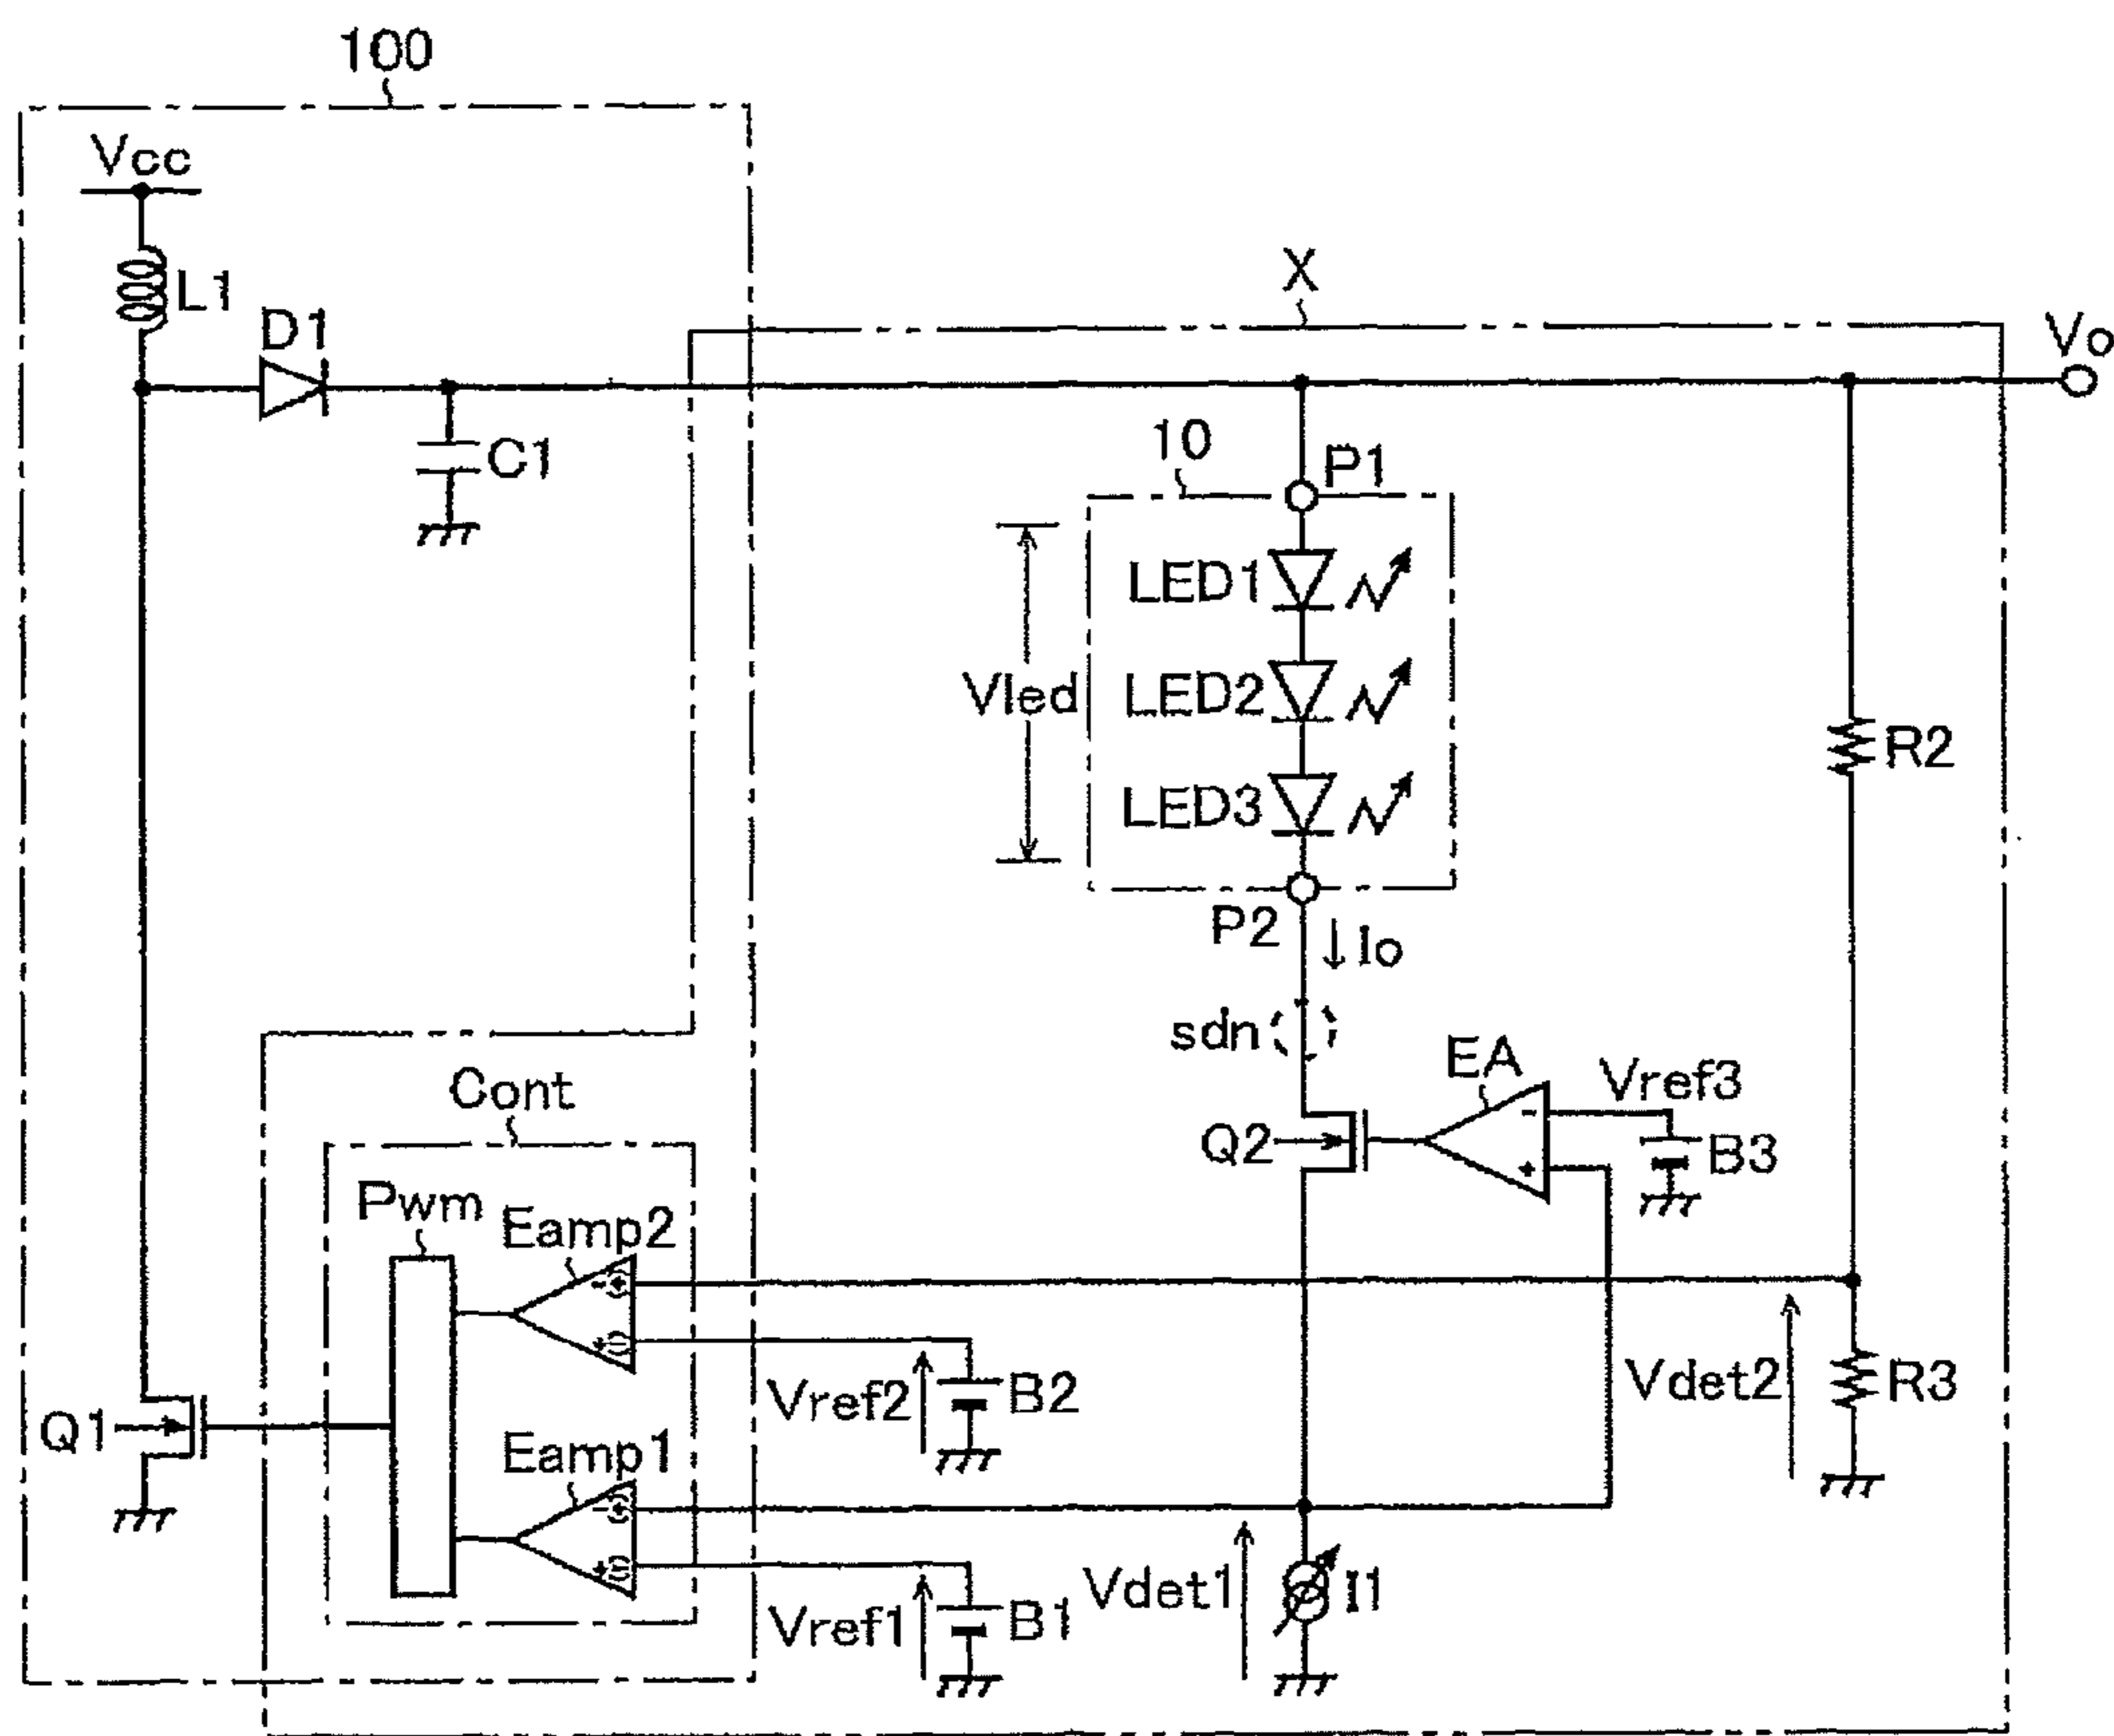 100
Vcc
L1
D1
C1
X
Vo
10
P1
LED1
LED2
LED3
Vled
R2
P2
Io
sdn
EA
Vref3
Q2
B3
-
+
Cont
Pwm
Eamp2
-(+)
+(-)
Vref2
B2
Vdet2
R3
Q1
Eamp1
-(+)
+(-)
Vref1
B1
Vdet1
I1